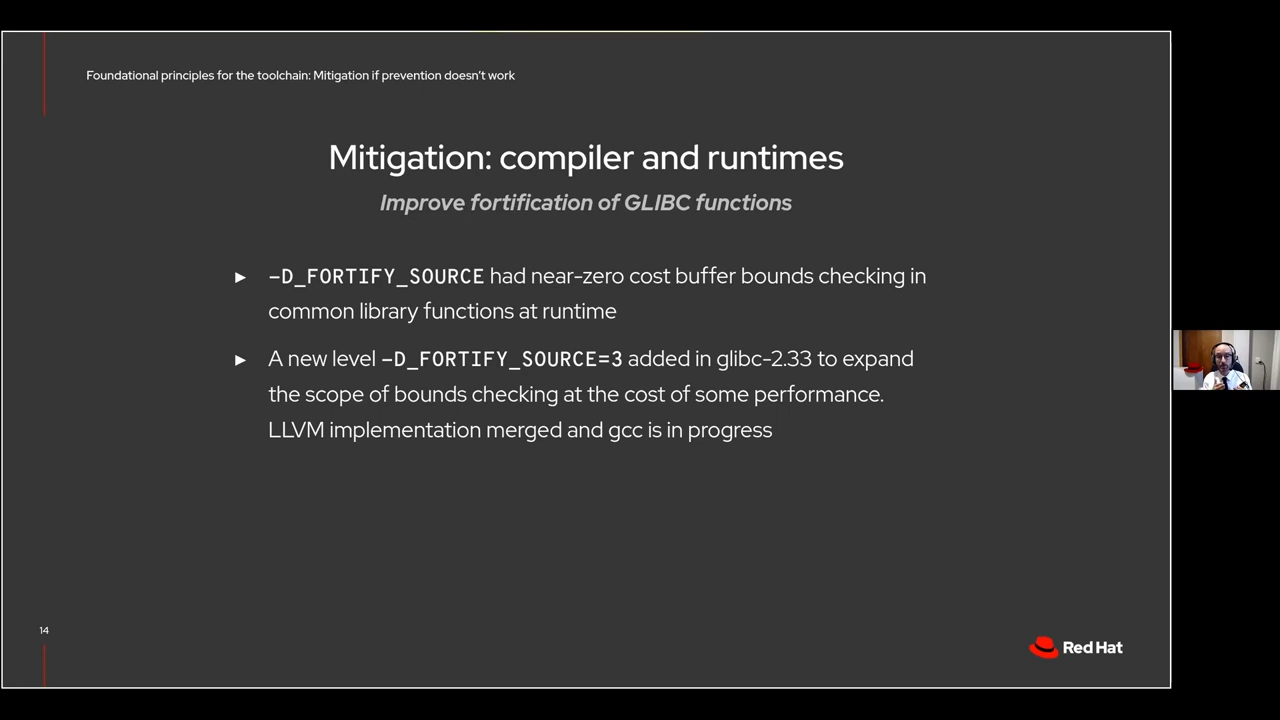 Foundational principles for the toolchain: Mitigation if prevention doesn't work
Mitigation: compiler and runtimes
Improve fortification of GLIBC functions
► -D_FORTIFY_SOURCE had near-zero cost buffer bounds checking in
common library functions at runtime
► A new level -D_FORTIFY_SOURCE=3 added in glibc-2.33 to expand
the scope of bounds checking at the cost of some performance.
LLVM implementation merged and gcc is in progress
14
Red Hat